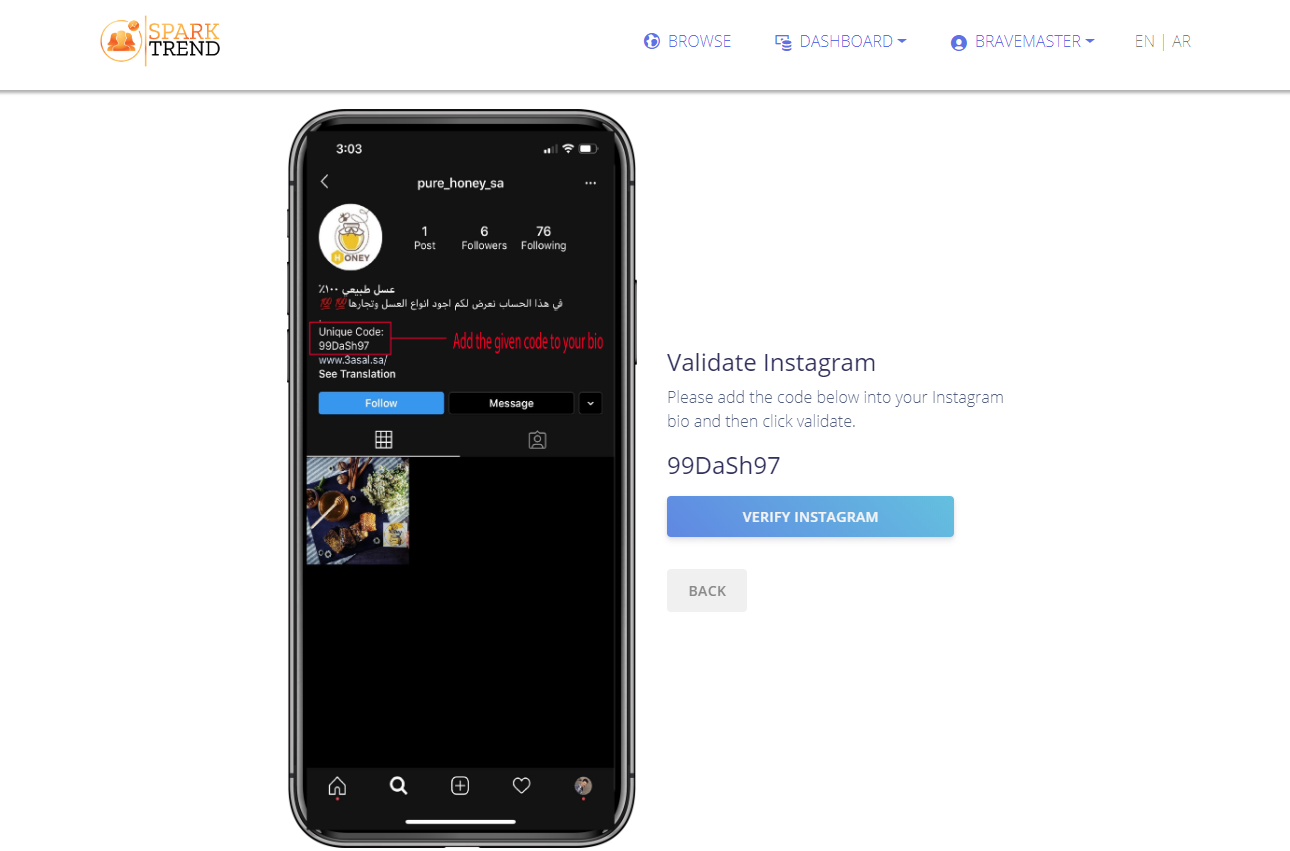 SPARK
TREND
BROWSE
DASHBOARD
BRAVEMASTER
EN | AR
3:03
pure_honey_sa
1
Post
6
Followers
76
Following
HONEY
عسل طبيعي ١٠٠٪
في هذا الحساب نعرض لكم اجود انواع العسل وتجارها💯💯
.
Unique Code:
99DaSh97
Add the given code to your bio
www.3asal.sa/
See Translation
Follow
Message
Validate Instagram
Please add the code below into your Instagram
bio and then click validate.
99DaSh97
VERIFY INSTAGRAM
BACK